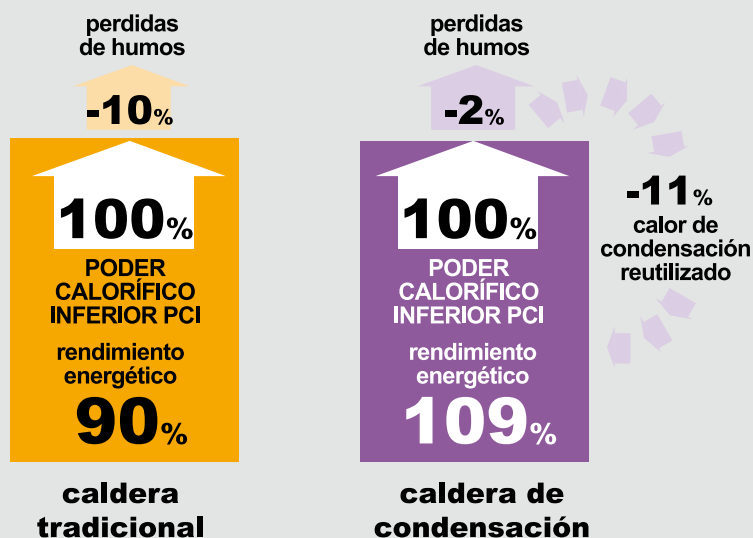 perdidas
de humos
-10%
100%
PODER
CALORÍFICO
INFERIOR PCI
rendimiento
energético
90%
caldera
tradicional
perdidas
de humos
-2%
100%
PODER
CALORÍFICO
INFERIOR PCI
rendimiento
energético
109%
caldera de
condensación
-11%
calor de
condensación
reutilizado